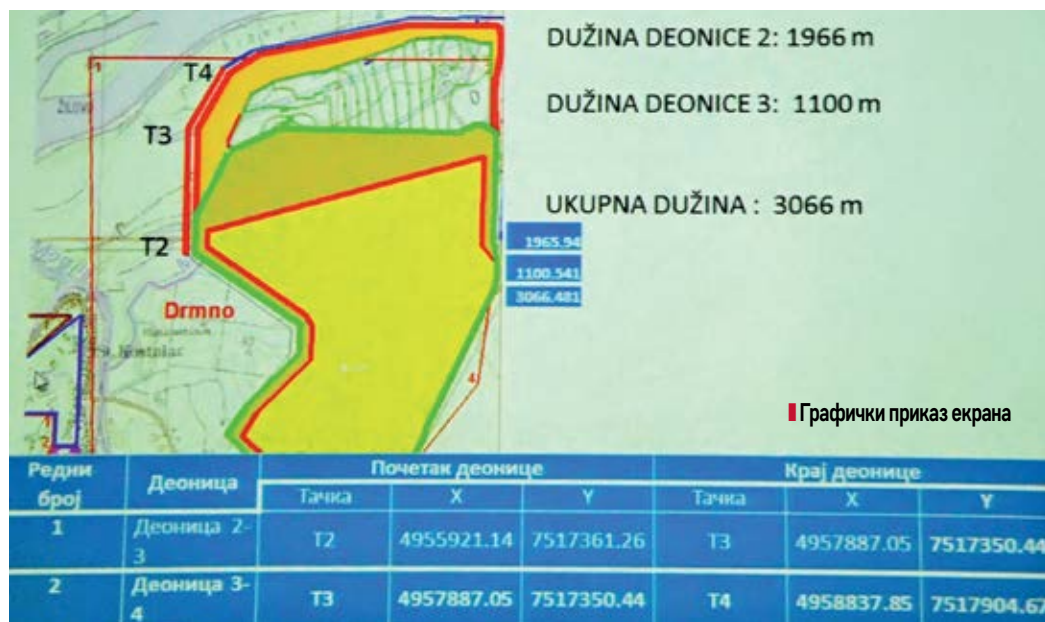 DUŽINA DEONICE 2: 1966 m
T4
DUŽINA DEONICE 3: 1100 m
T3
UKUPNA DUŽINA : 3066 m
T2
1965.94
1100.541
3066.481
Drmno
4
Графички приказ екрана
Редни број Деоница Почетак деонице Крај деонице
Тачка X Y Тачка X Y
1 Деоница 2-3 T2 4955921.14 7517361.26 T3 4957887.05 7517350.44
2 Деоница 3-4 T3 4957887.05 7517350.44 T4 4958837.85 7517904.67